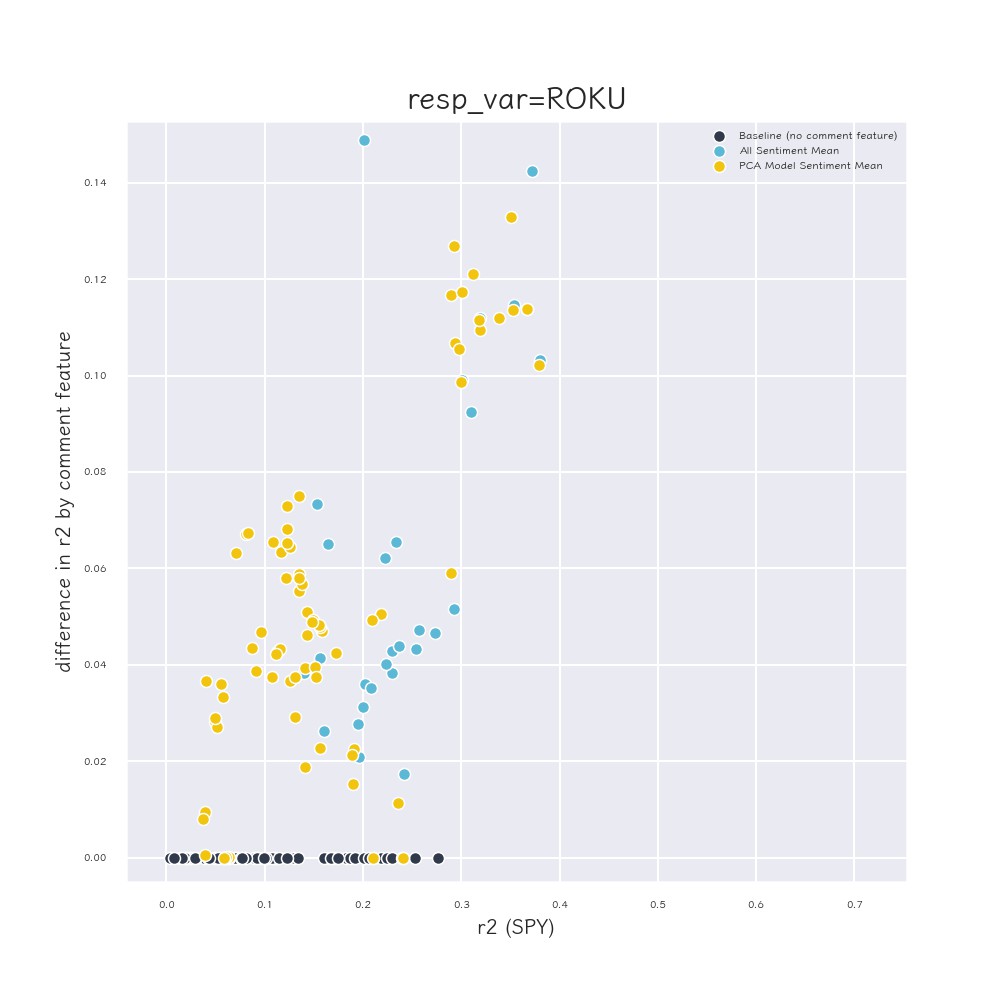 resp_var=ROKU
Baseline (no comment feature)
All Sentiment Mean
PCA Model Sentiment Mean
0.14
0.12
0.10
0.08
0.06
0.04
0.02
0.00
difference in r2 by comment feature
0.0 0.1 0.2 0.3 0.4 0.5 0.6 0.7
r2 (SPY)